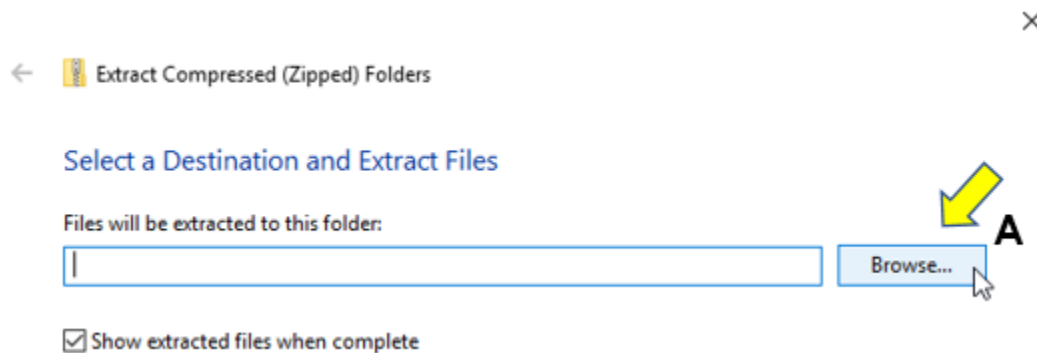 Extract Compressed (Zipped) Folders
Select a Destination and Extract Files
Files will be extracted to this folder:
A
Browse...
Show extracted files when complete